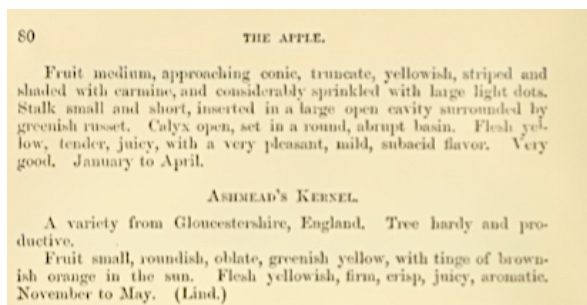 80
THE APPLE.
Fruit medium, approaching conic, truncate, yellowish, striped and
shaded with carmine, and considerably sprinkled with large light dots.
Stalk small and short, inserted in a large open cavity surrounded by
greenish russet. Calyx open, set in a round, abrupt basin. Flesh yel-
low, tender, juicy, with a very pleasant, mild, subacid flavor. Very
good. January to April.
ASHMEAD'S KERNEL.
A variety from Gloucestershire, England. Tree hardy and pro-
ductive.
Fruit small, roundish, oblate, greenish yellow, with tinge of brown-
ish orange in the sun. Flesh yellowish, firm, crisp, juicy, aromatic.
November to May. (Lind.)